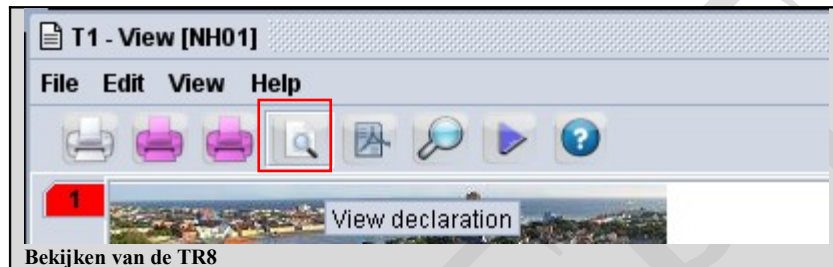 T1 - View [NH01]
File Edit View Help
1
View declaration
Bekijken van de TR8